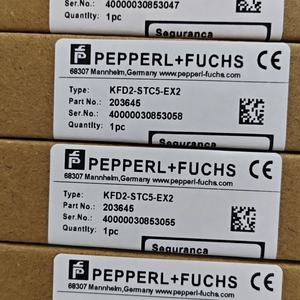 Ser.No.: 40000030853047
Quantity: 1pc
Segurança
PEPPERL+FUCHS
68307 Mannheim,Germany www.pepperl-fuchs.com
Type: KFD2-STC5-EX2
Part No.: 203645
Ser.No.: 40000030853058
Quantity: 1pc
Segurança
PEPPERL+FUCHS
68307 Mannheim,Germany www.pepperl-fuchs.com
Type: KFD2-STC5-EX2
Part No.: 203645
Ser.No.: 40000030853055
Quantity: 1pc
Segurança
PEPPERL+FUCHS